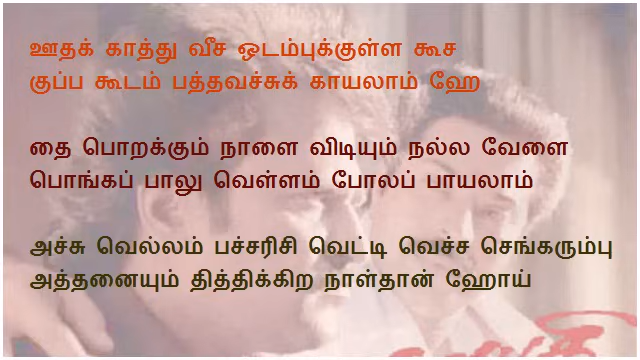 ஊதக் காத்து வீச ஒடம்புக்குள்ள கூச
குப்ப கூடம் பத்தவச்சுக் காயலாம் ஹே
தை பொறக்கும் நாளை விடியும் நல்ல வேளை
பொங்கப் பாலு வெள்ளம் போலப் பாயலாம்
அச்சு வெல்லம் பச்சரிசி வெட்டி வெச்ச செங்கரும்பு
அத்தனையும் தித்திக்கிற நாள்தான் ஹோய்